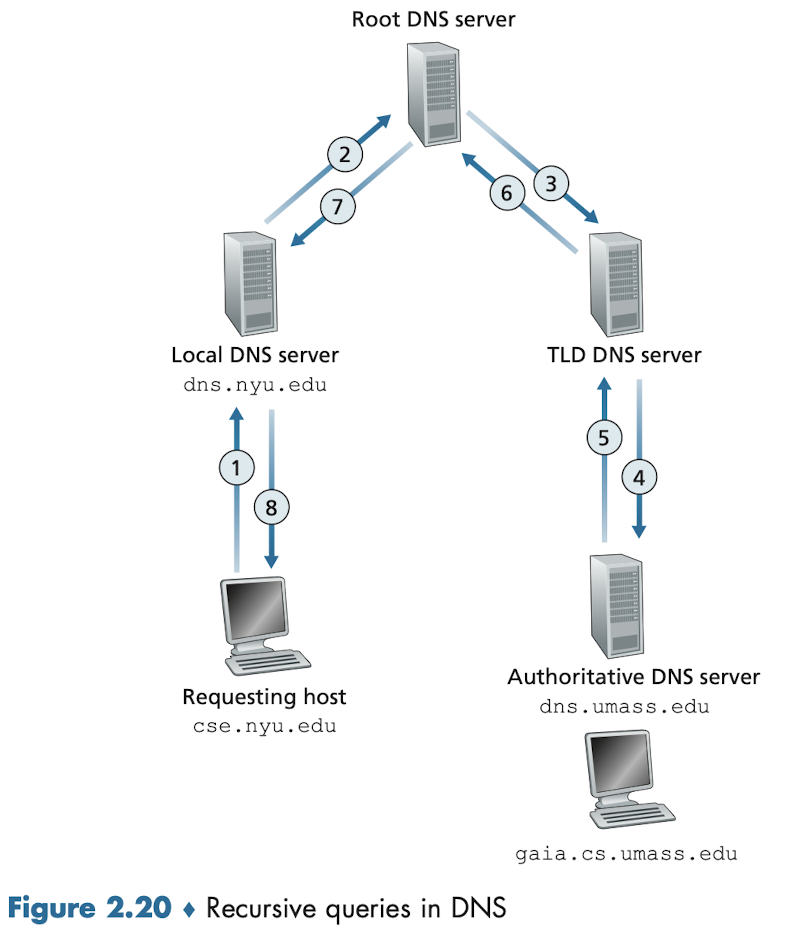 Root DNS server
2
3
6
7
Local DNS server
dns.nyu.edu
TLD DNS server
5
1
4
8
Authoritative DNS server
dns.umass.edu
Requesting host
cse.nyu.edu
gaia.cs.umass.edu
Figure 2.20 ♦ Recursive queries in DNS